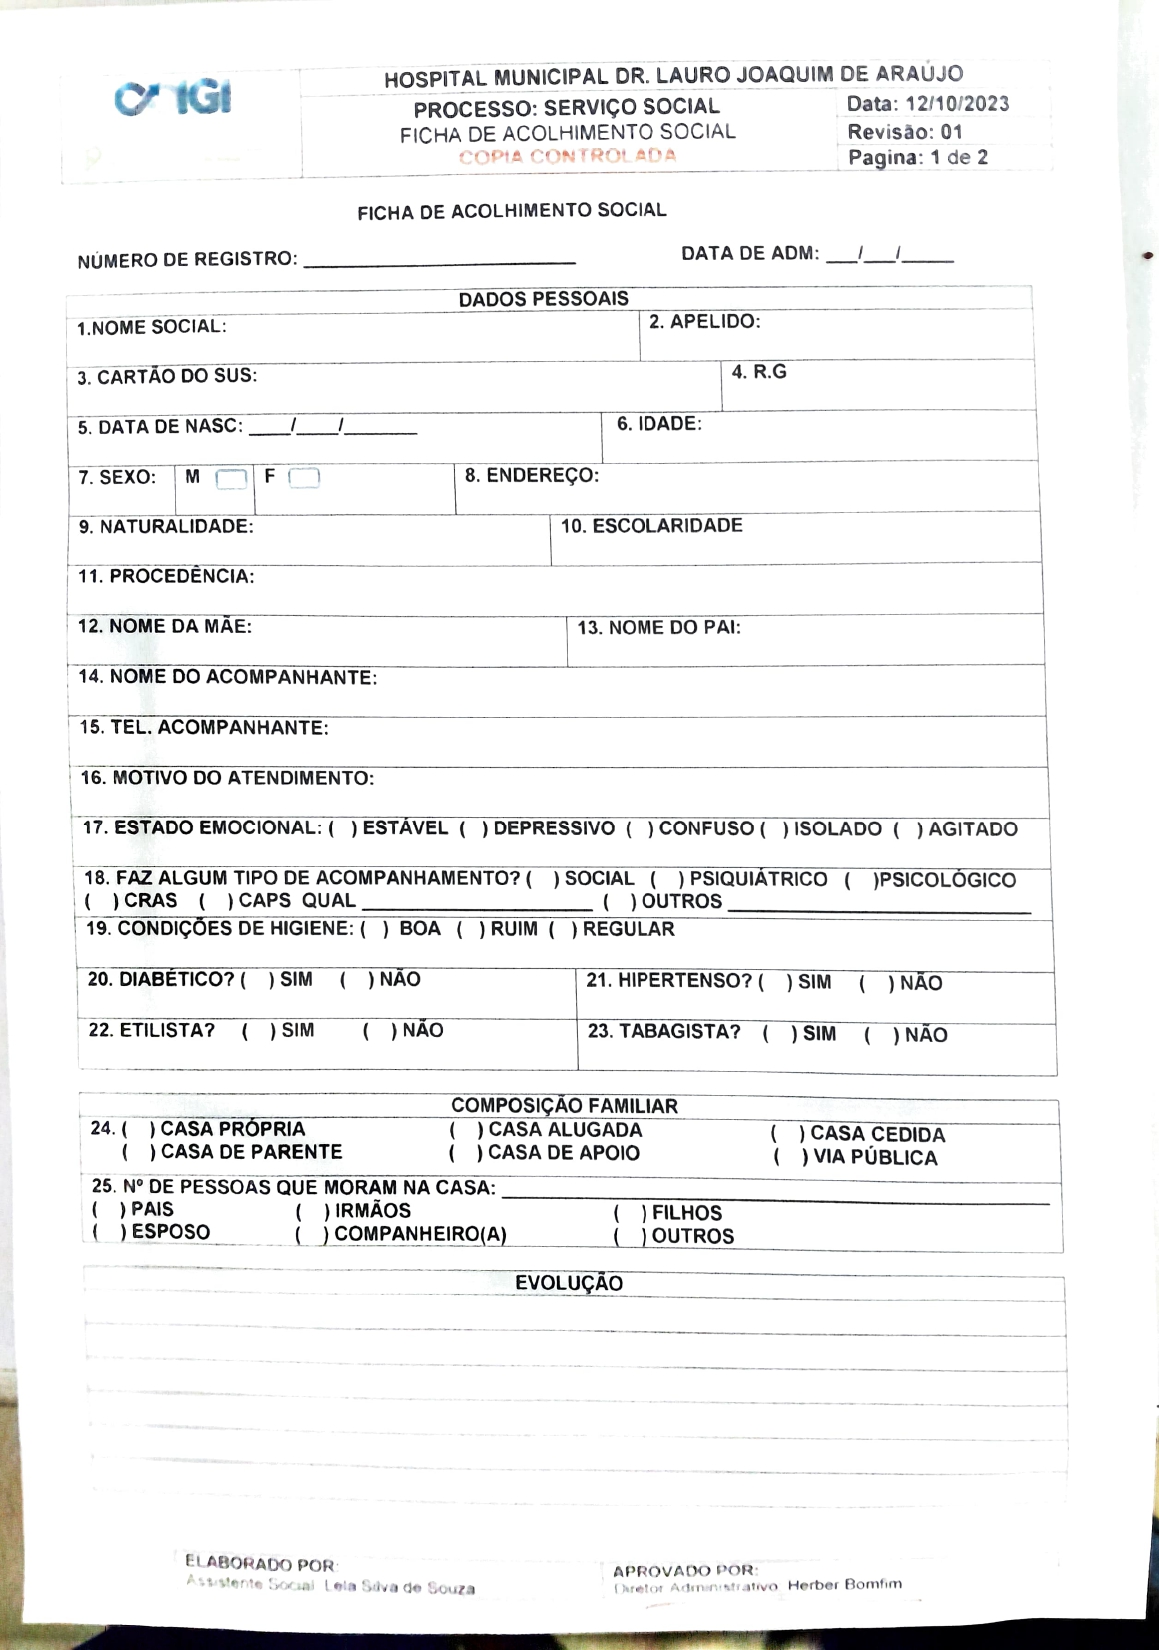 IGI
HOSPITAL MUNICIPAL DR. LAURO JOAQUIM DE ARAÚJO
PROCESSO: SERVIÇO SOCIAL
FICHA DE ACOLHIMENTO SOCIAL
COPIA CONTROLADA
Data: 12/10/2023
Revisão: 01
Pagina: 1 de 2
FICHA DE ACOLHIMENTO SOCIAL
NÚMERO DE REGISTRO: ____________________ DATA DE ADM: ___/___/_____
DADOS PESSOAIS
1.NOME SOCIAL: 2. APELIDO:
3. CARTÃO DO SUS: 4. R.G
5. DATA DE NASC: ____/____/_______ 6. IDADE:
7. SEXO: M F 8. ENDEREÇO:
9. NATURALIDADE: 10. ESCOLARIDADE
11. PROCEDÊNCIA:
12. NOME DA MÃE: 13. NOME DO PAI:
14. NOME DO ACOMPANHANTE:
15. TEL. ACOMPANHANTE:
16. MOTIVO DO ATENDIMENTO:
17. ESTADO EMOCIONAL: ( ) ESTÁVEL ( ) DEPRESSIVO ( ) CONFUSO ( ) ISOLADO ( ) AGITADO
18. FAZ ALGUM TIPO DE ACOMPANHAMENTO? ( ) SOCIAL ( ) PSIQUIÁTRICO ( )PSICOLÓGICO
( ) CRAS ( ) CAPS QUAL ____________________ ( ) OUTROS __________________________
19. CONDIÇÕES DE HIGIENE: ( ) BOA ( ) RUIM ( ) REGULAR
20. DIABÉTICO? ( ) SIM ( ) NÃO 21. HIPERTENSO? ( ) SIM ( ) NÃO
22. ETILISTA? ( ) SIM ( ) NÃO 23. TABAGISTA? ( ) SIM ( ) NÃO
COMPOSIÇÃO FAMILIAR
24. ( ) CASA PRÓPRIA ( ) CASA ALUGADA ( ) CASA CEDIDA
( ) CASA DE PARENTE ( ) CASA DE APOIO ( ) VIA PÚBLICA
25. Nº DE PESSOAS QUE MORAM NA CASA: ________________________________________
( ) PAIS ( ) IRMÃOS ( ) FILHOS
( ) ESPOSO ( ) COMPANHEIRO(A) ( ) OUTROS
EVOLUÇÃO
ELABORADO POR: APROVADO POR:
Assistente Social Lela Silva de Souza Diretor Administrativo Herber Bomfim